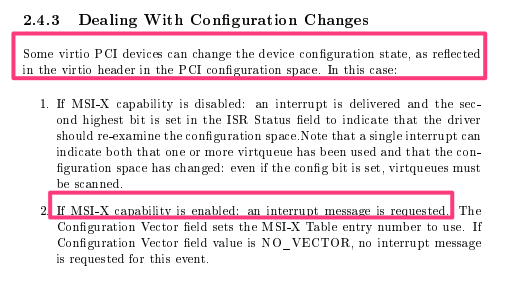 2.4.3 Dealing With Configuration Changes
Some virtio PCI devices can change the device configuration state, as reflected
in the virtio header in the PCI configuration space. In this case:
1. If MSI-X capability is disabled: an interrupt is delivered and the sec-
ond highest bit is set in the ISR Status field to indicate that the driver
should re-examine the configuration space.Note that a single interrupt can
indicate both that one or more virtqueue has been used and that the con-
figuration space has changed: even if the config bit is set, virtqueues must
be scanned.
2. If MSI-X capability is enabled: an interrupt message is requested. The
Configuration Vector field sets the MSI-X Table entry number to use. If
Configuration Vector field value is NO_VECTOR, no interrupt message
is requested for this event.